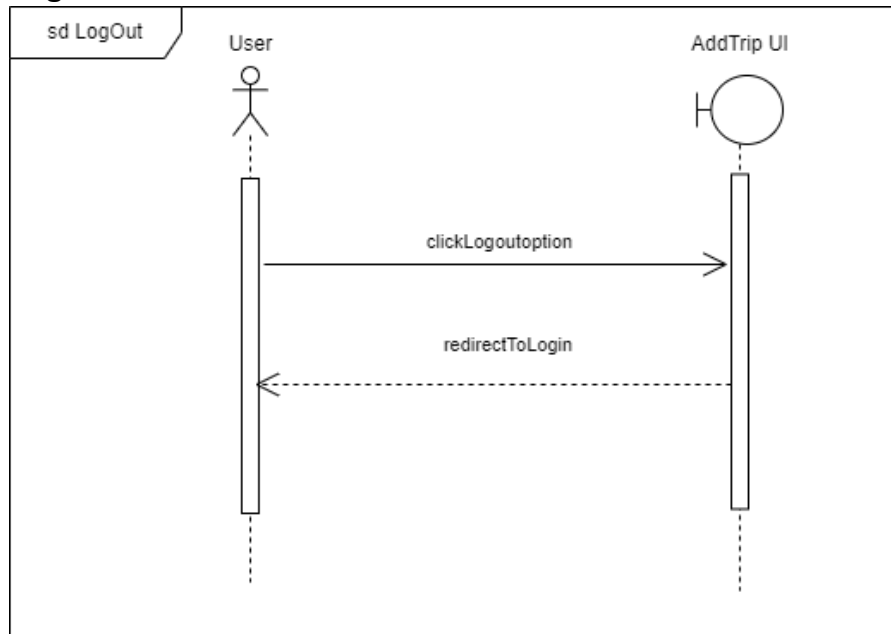 sd LogOut
User
AddTrip UI
clickLogoutoption
redirectToLogin